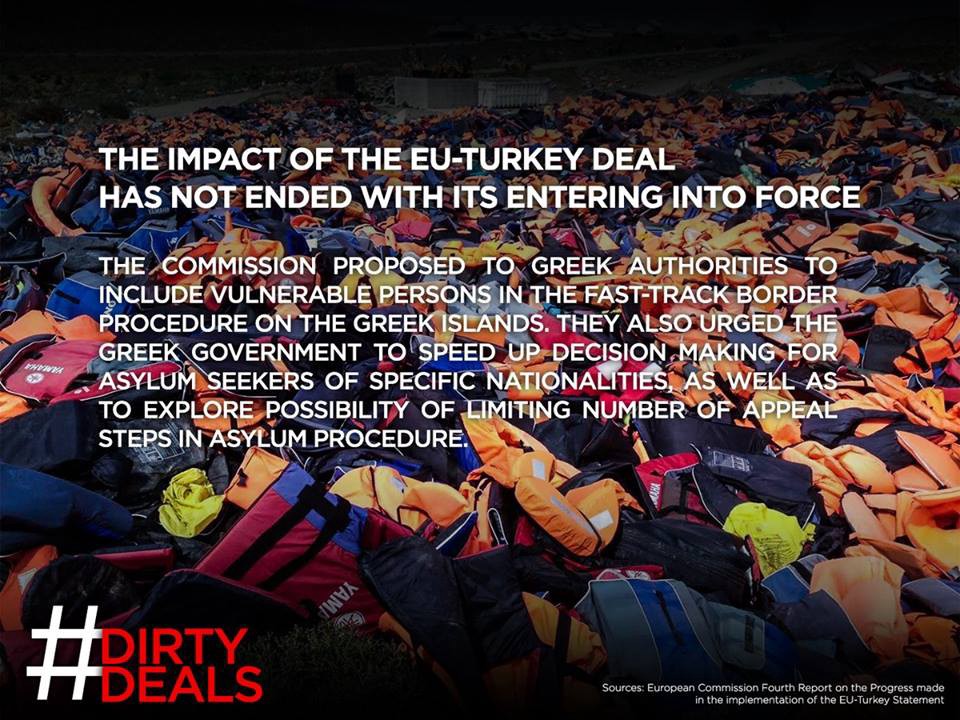 THE IMPACT OF THE EU-TURKEY DEAL
HAS NOT ENDED WITH ITS ENTERING INTO FORCE
THE COMMISSION PROPOSED TO GREEK AUTHORITIES TO
INCLUDE VULNERABLE PERSONS IN THE FAST-TRACK BORDER
PROCEDURE ON THE GREEK ISLANDS. THEY ALSO URGED THE
GREEK GOVERNMENT TO SPEED UP DECISION MAKING FOR
ASYLUM SEEKERS OF SPECIFIC NATIONALITIES, AS WELL AS
TO EXPLORE POSSIBILITY OF LIMITING NUMBER OF APPEAL
STEPS IN ASYLUM PROCEDURE.
YAMAHA
#DIRTY
DEALS
Sources: European Commission Fourth Report on the Progress made
in the implementation of the EU-Turkey Statement